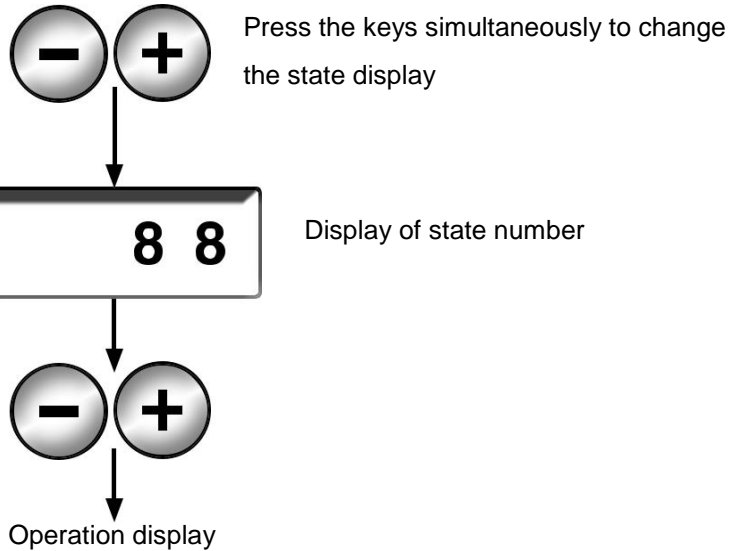 − +
Press the keys simultaneously to change
the state display
8 8
Display of state number
− +
Operation display